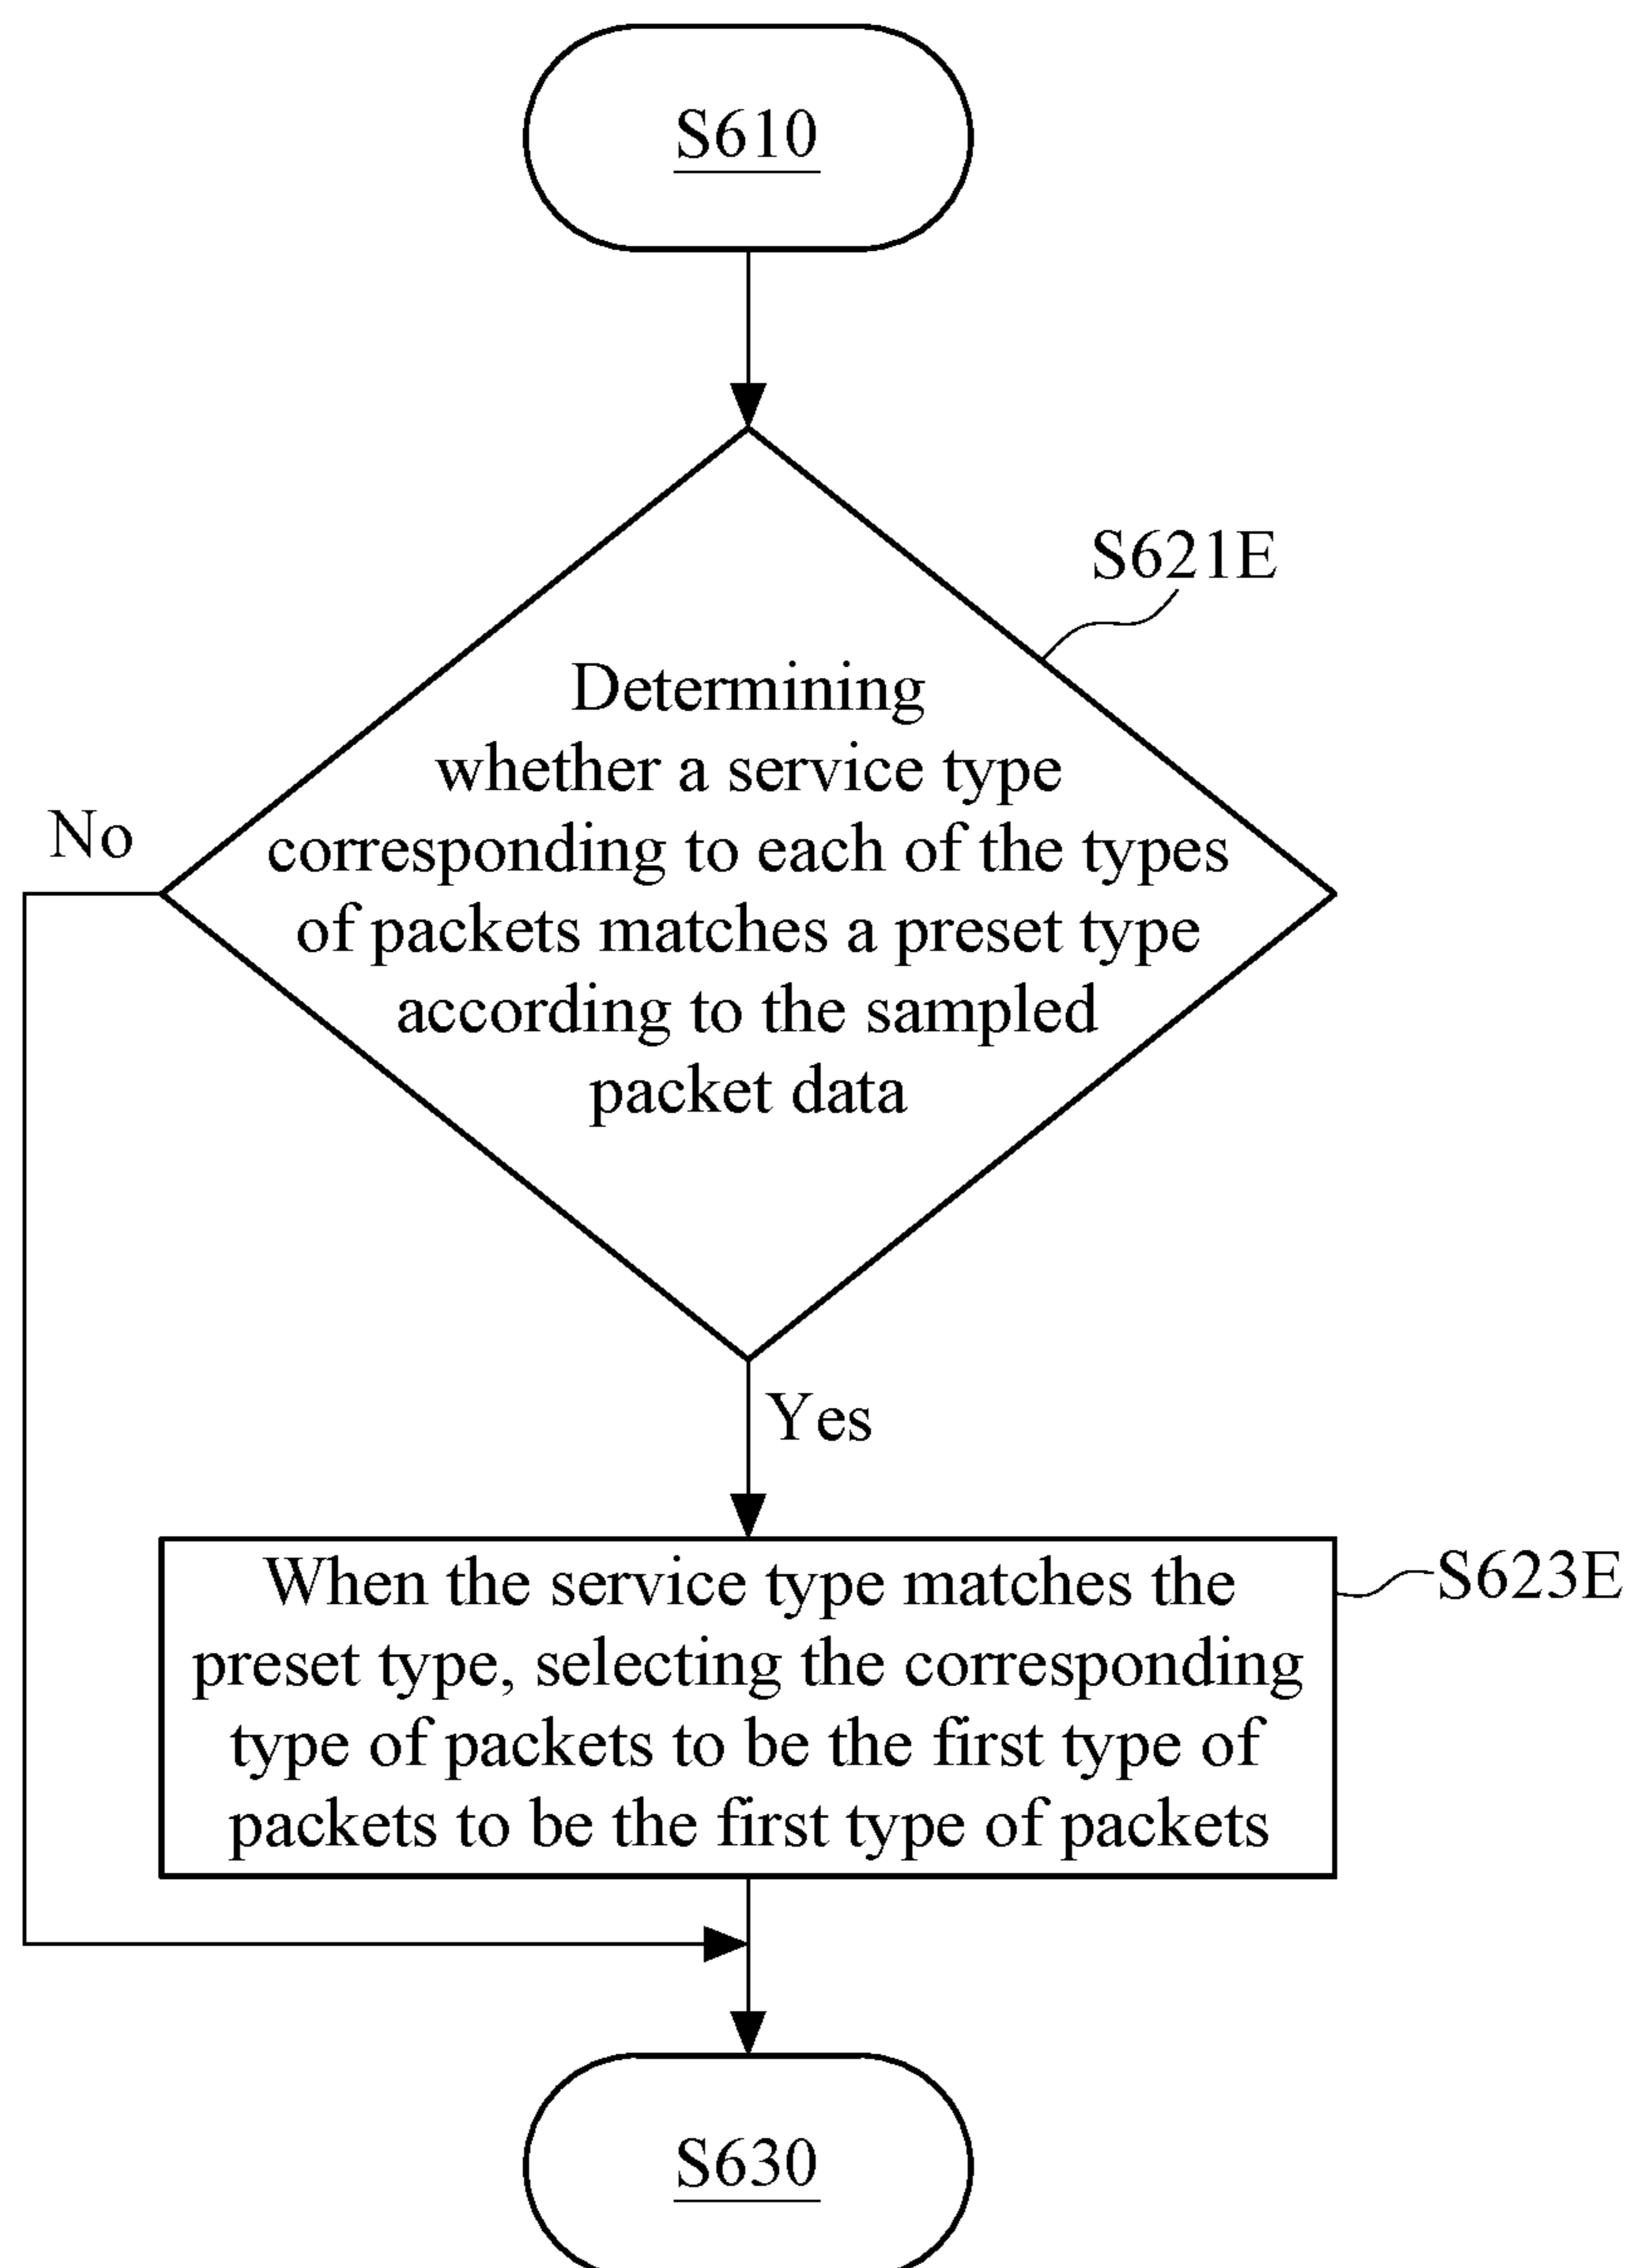 S610
S621E
Determining
whether a service type
corresponding to each of the types
of packets matches a preset type
according to the sampled
packet data
No
Yes
When the service type matches the
preset type, selecting the corresponding
type of packets to be the first type of
packets to be the first type of packets
S623E
S630